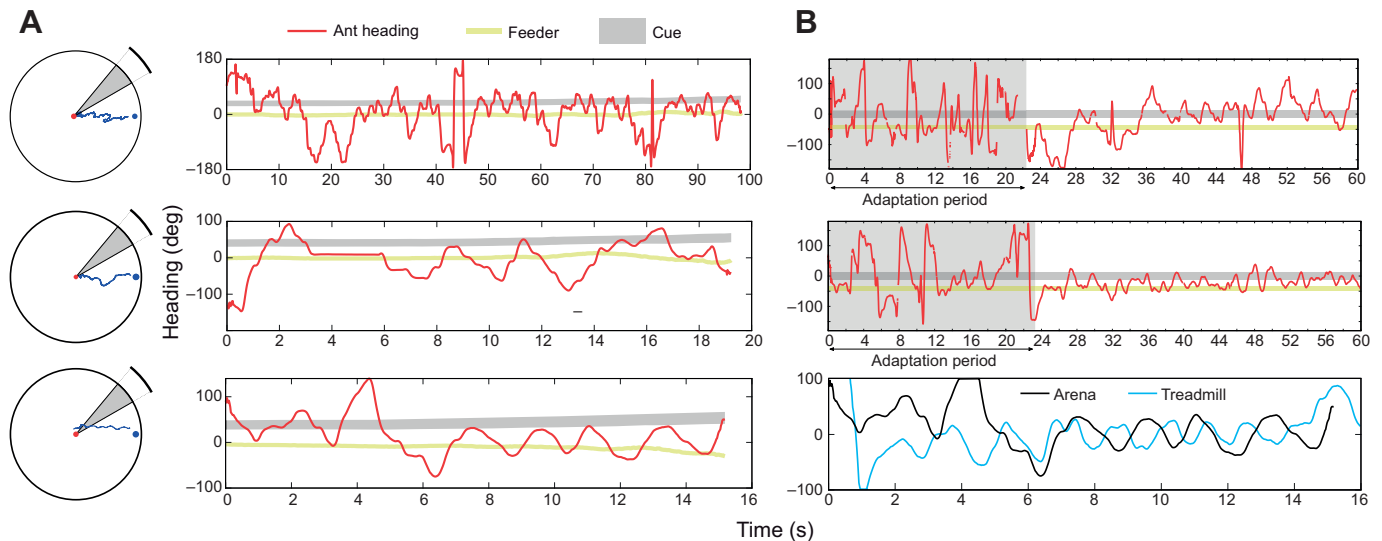 A
B
Ant heading
Feeder
Cue
180
0
–180
0 10 20 30 40 50 60 70 80 90 100
100
0
–100
0 2 4 6 8 10 12 14 16 18 20
100
0
–100
0 2 4 6 8 10 12 14 16
Heading (deg)
100
0
–100
0 4 8 12 16 20 24 28 32 36 40 44 48 52 56 60
Adaptation period
100
0
–100
0 4 8 12 16 20 24 28 32 36 40 44 48 52 56 60
Adaptation period
Arena
Treadmill
100
0
–100
0 2 4 6 8 10 12 14 16
Time (s)